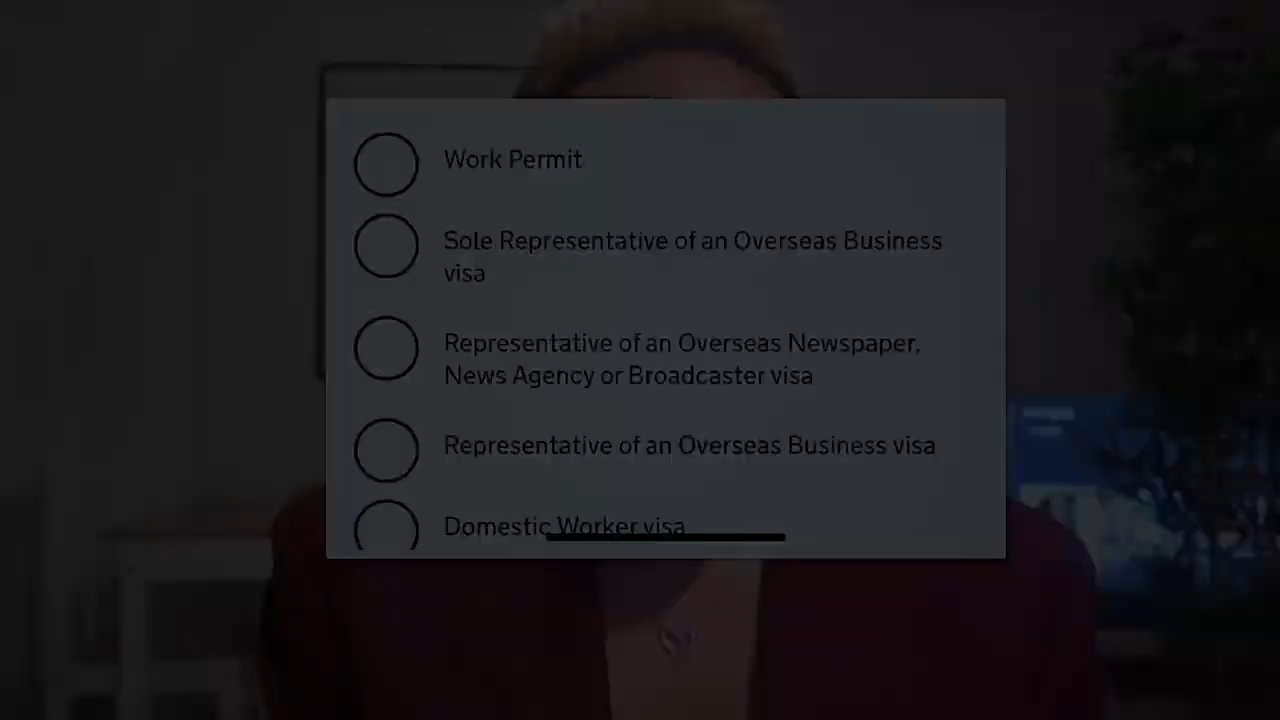 Work Permit
Sole Representative of an Overseas Business
visa
Representative of an Overseas Newspaper,
News Agency or Broadcaster visa
Representative of an Overseas Business visa
Domestic Worker visa